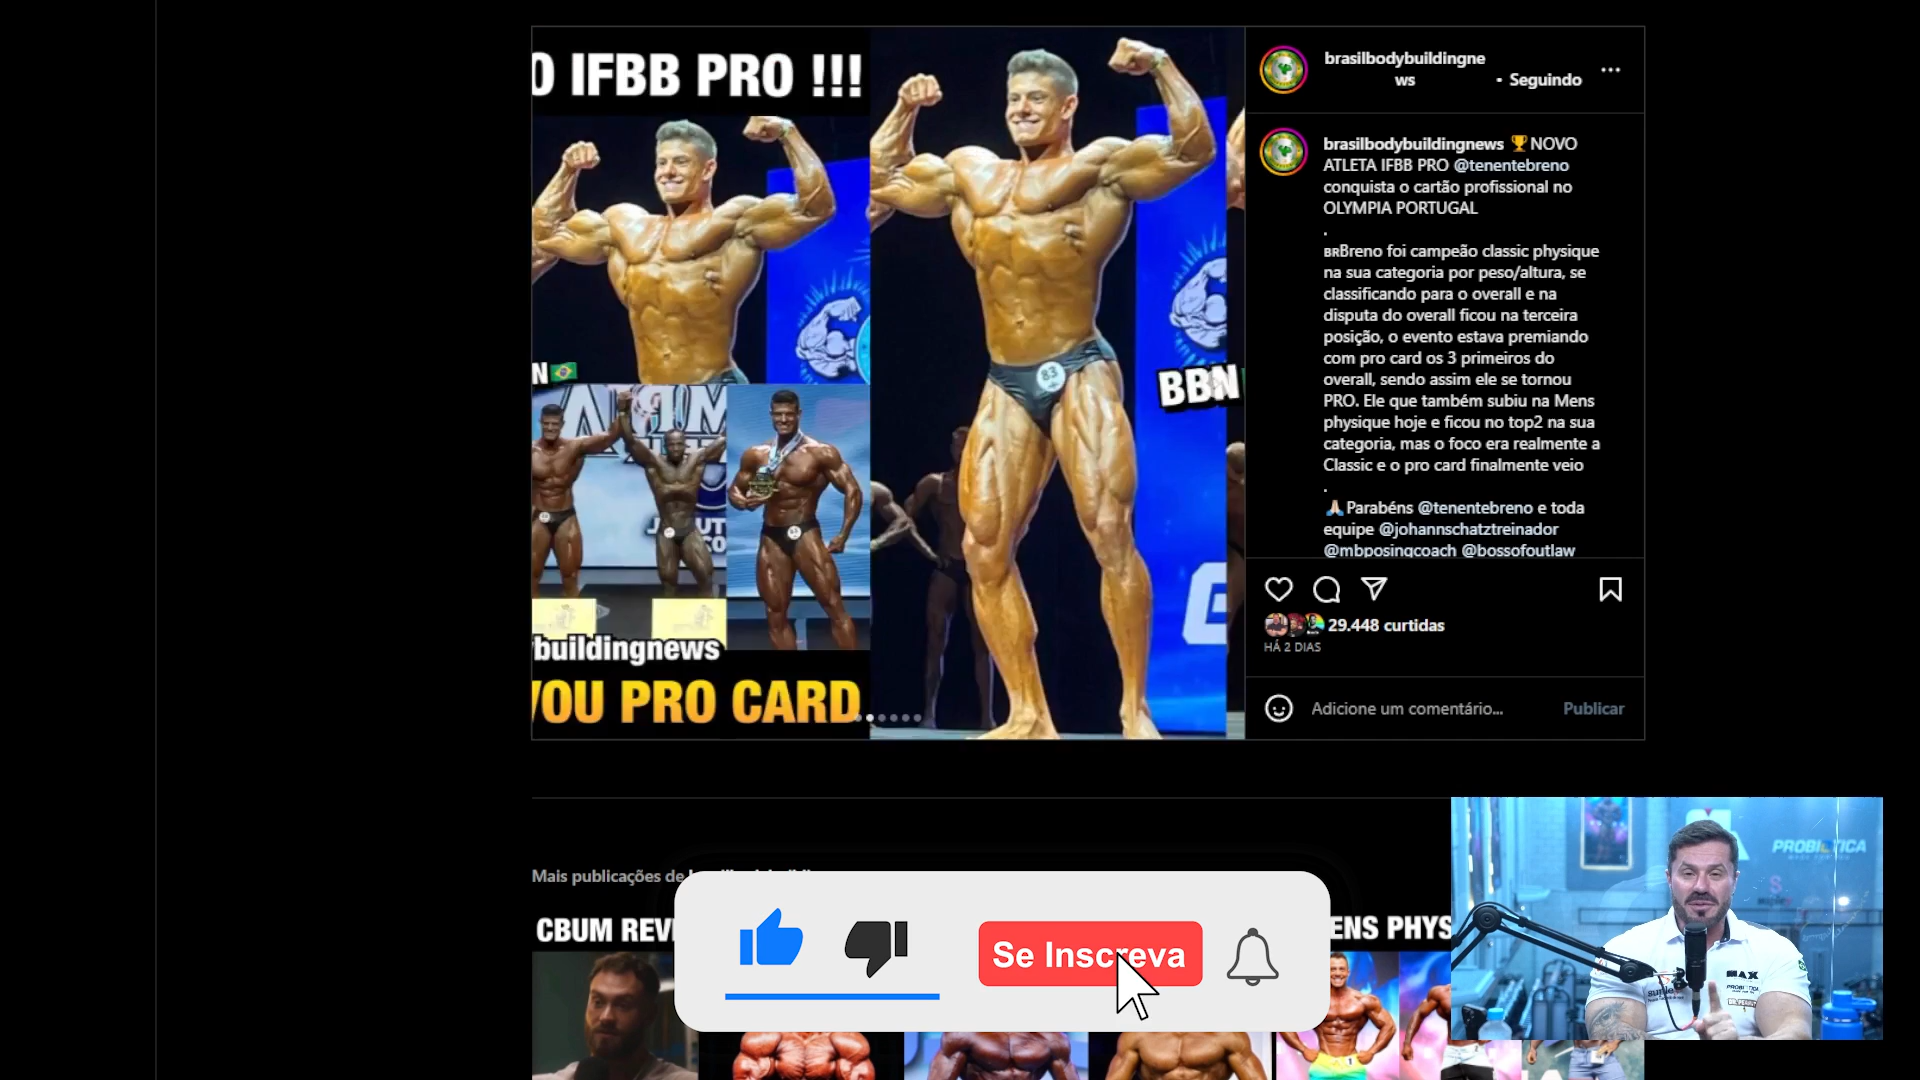 O IFBB PRO !!!
N
buildingnews
VOU PRO CARD
83
BBN
brasilbodybuildingne
ws
• Seguindo
brasilbodybuildingnews 🏆NOVO
ATLETA IFBB PRO @tenentebreno
conquista o cartão profissional no
OLYMPIA PORTUGAL
.
BRBreno foi campeão classic physique
na sua categoria por peso/altura, se
classificando para o overall e na
disputa do overall ficou na terceira
posição, o evento estava premiando
com pro card os 3 primeiros do
overall, sendo assim ele se tornou
PRO. Ele que também subiu na Mens
physique hoje e ficou no top2 na sua
categoria, mas o foco era realmente a
Classic e o pro card finalmente veio
.
🙏🏻Parabéns @tenentebreno e toda
equipe @johannschatztreinador
@mbposingcoach @bossofoutlaw
29.448 curtidas
HÁ 2 DIAS
Adicione um comentário...
Publicar
Mais publicações de
CBUM REV
ENS PHYS
Se Inscreva
PROBIÓTICA
MAX